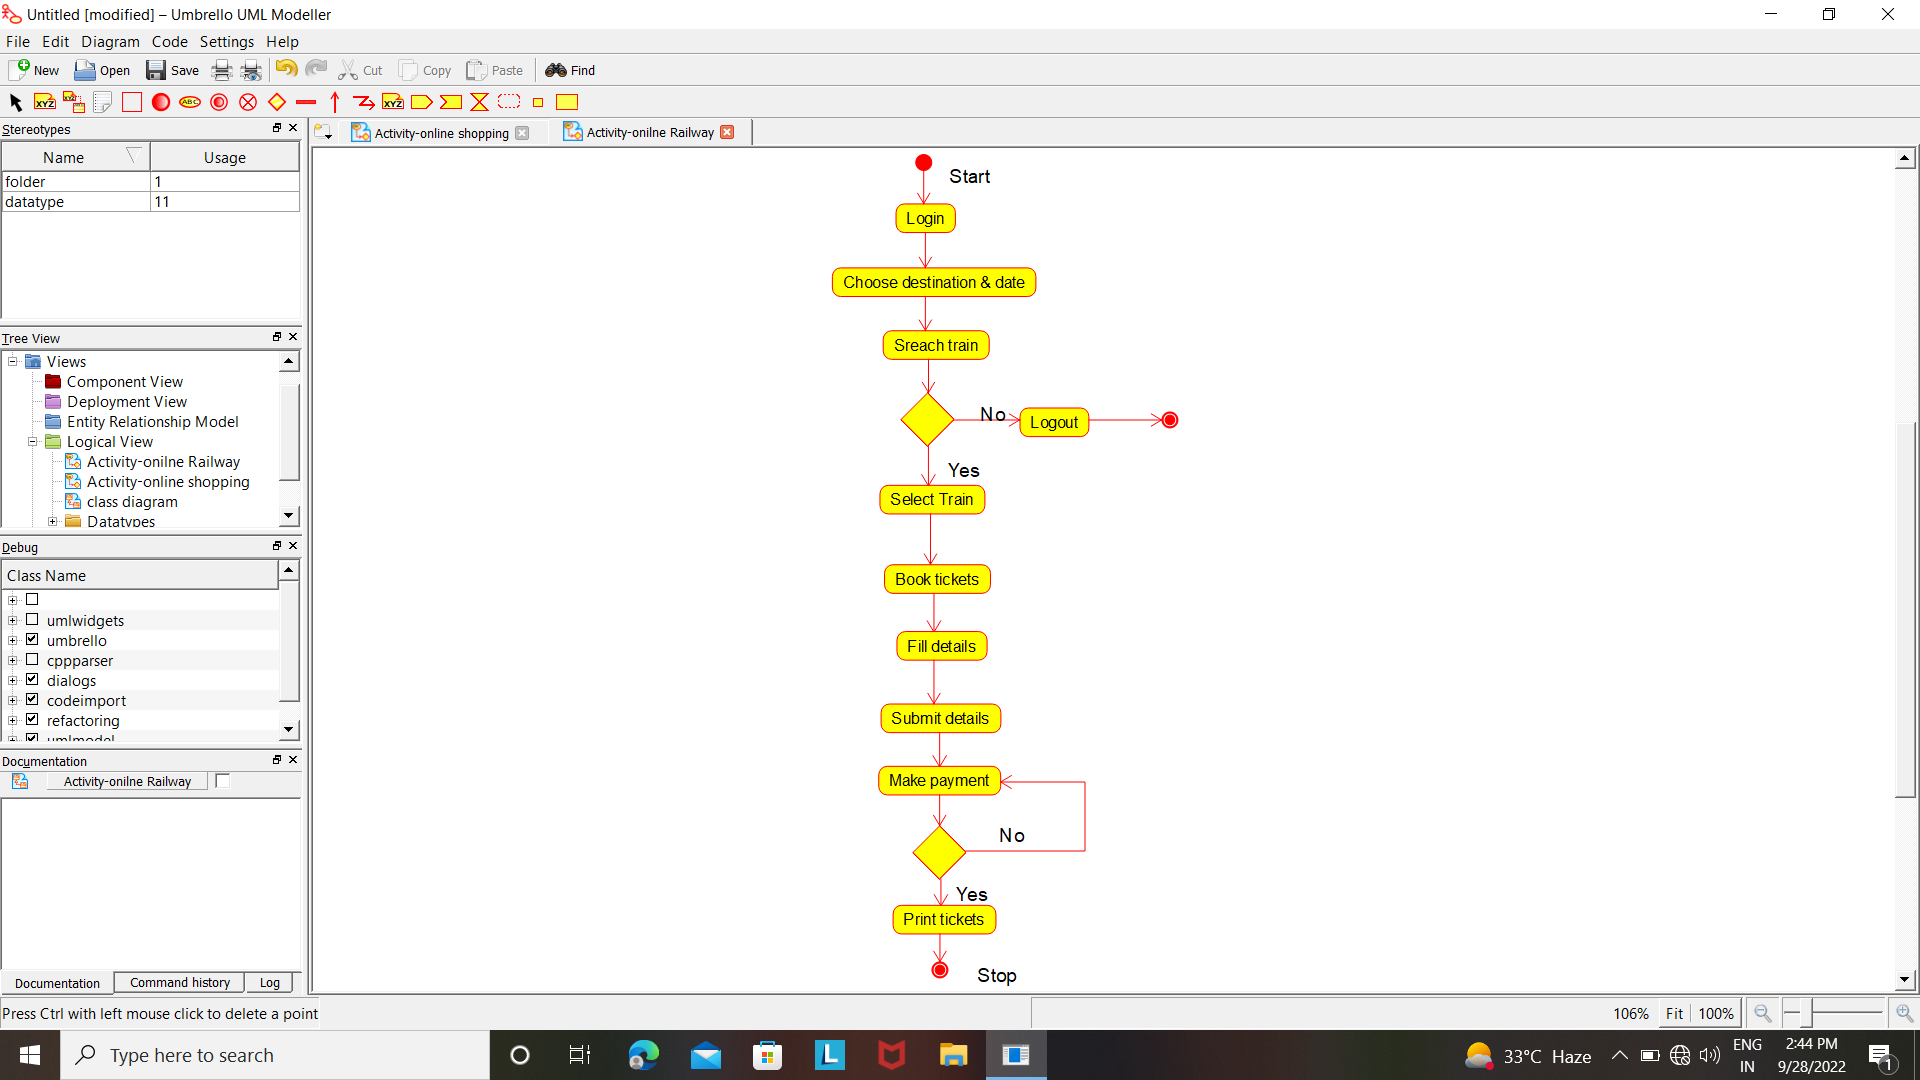 Untitled [modified] – Umbrello UML Modeller
File Edit Diagram Code Settings Help
New Open Save Cut Copy Paste Find
XYZ XYZ ABC XYZ
Stereotypes
Name Usage
folder 1
datatype 11
Tree View
Views
Component View
Deployment View
Entity Relationship Model
Logical View
Activity-onilne Railway
Activity-online shopping
class diagram
Datatypes
Debug
Class Name
umlwidgets
umbrello
cppparser
dialogs
codeimport
refactoring
umlmodel
Documentation
Activity-onilne Railway
Documentation Command history Log
Activity-online shopping Activity-onilne Railway
Start
Login
Choose destination & date
Sreach train
No
Logout
Yes
Select Train
Book tickets
Fill details
Submit details
Make payment
No
Yes
Print tickets
Stop
Press Ctrl with left mouse click to delete a point
106% Fit 100%
Type here to search
L
33°C Haze
ENG
IN
2:44 PM
9/28/2022
1